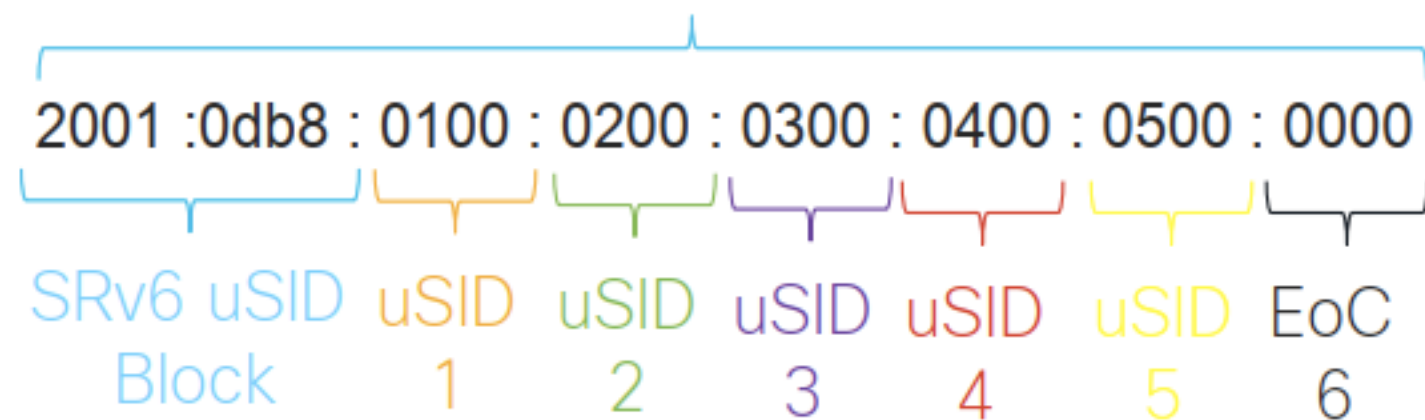 2001 :0db8 : 0100 : 0200 : 0300 : 0400 : 0500 : 0000
SRv6 uSID Block
uSID 1
uSID 2
uSID 3
uSID 4
uSID 5
EoC 6